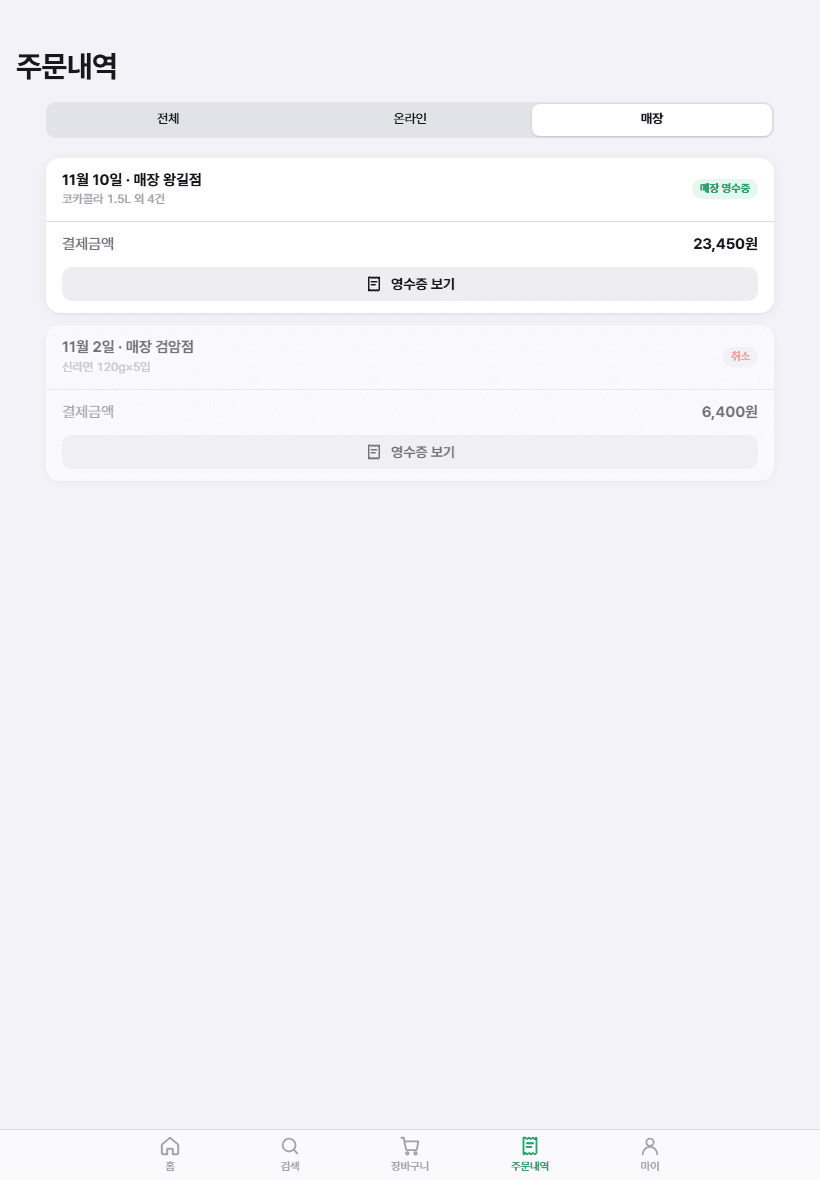 주문내역
전체 온라인 매장
11월 10일 · 매장 왕길점
코카콜라 1.5L 외 4건
매장 영수증
결제금액 23,450원
영수증 보기
11월 2일 · 매장 검암점
신라면 120g×5입
취소
결제금액 6,400원
영수증 보기
홈 검색 장바구니 주문내역 마이